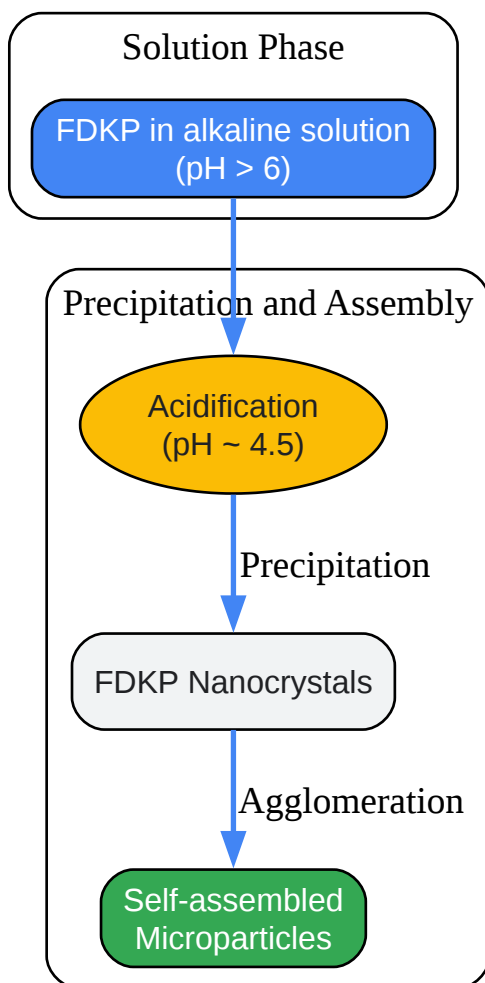 Solution Phase
FDKP in alkaline solution
(pH > 6)
Precipitation and Assembly
Acidification
(pH ~ 4.5)
Precipitation
FDKP Nanocrystals
Agglomeration
Self-assembled
Microparticles